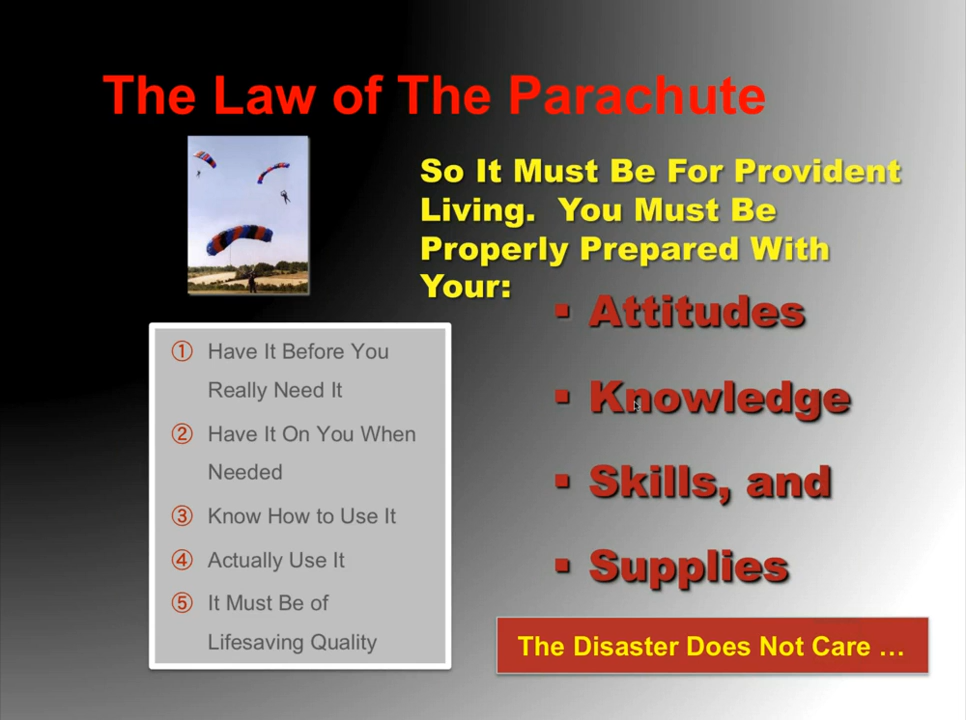 The Law of The Parachute
So It Must Be For Provident
Living.  You Must Be
Properly Prepared With
Your:
▪ Attitudes
▪ Knowledge
▪ Skills, and
▪ Supplies
① Have It Before You
Really Need It
② Have It On You When
Needed
③ Know How to Use It
④ Actually Use It
⑤ It Must Be of
Lifesaving Quality
The Disaster Does Not Care …